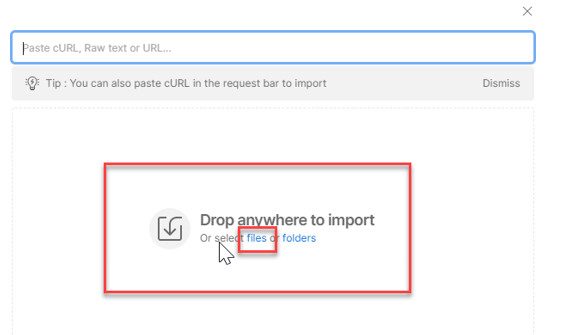 Paste cURL, Raw text or URL...
Tip : You can also paste cURL in the request bar to import
Dismiss
Drop anywhere to import
Or select files or folders